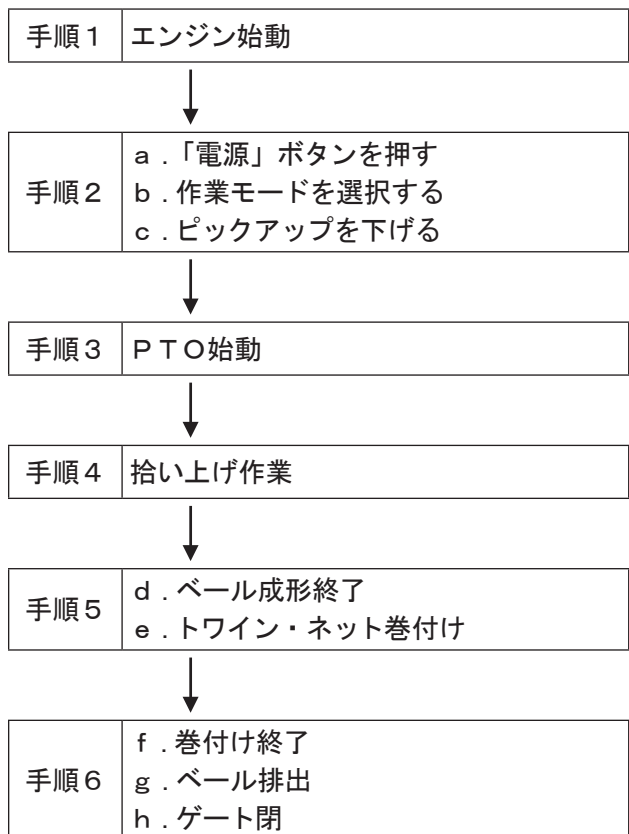 手順１ エンジン始動
ａ．「電源」ボタンを押す
手順２ ｂ．作業モードを選択する
ｃ．ピックアップを下げる
手順３ ＰＴＯ始動
手順４ 拾い上げ作業
手順５ ｄ．ベール成形終了
ｅ．トワイン・ネット巻付け
ｆ．巻付け終了
手順６ ｇ．ベール排出
ｈ．ゲート閉